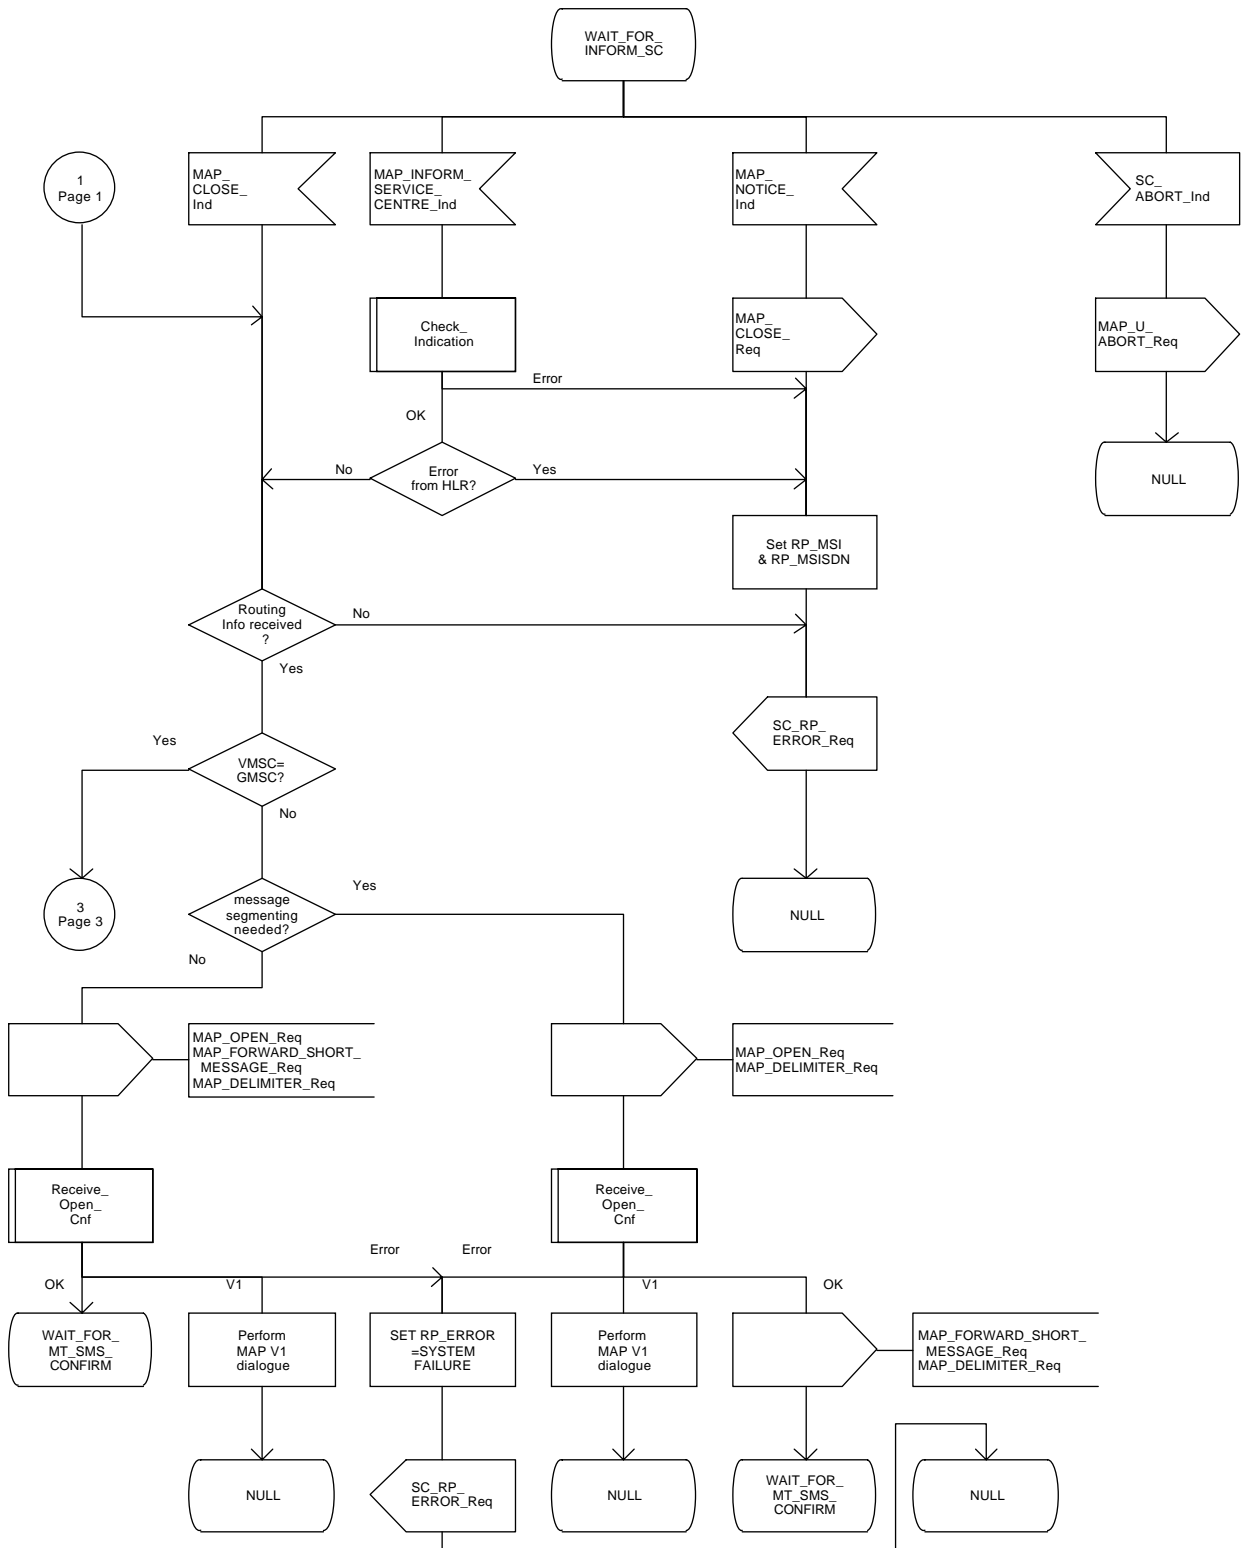 WAIT_FOR_
INFORM_SC
1
Page 1
MAP_
CLOSE_
Ind
MAP_INFORM_
SERVICE_
CENTRE_Ind
MAP_
NOTICE_
Ind
SC_
ABORT_Ind
Check_
Indication
MAP_
CLOSE_
Req
MAP_U_
ABORT_Req
Error
OK
No
Error
from HLR?
Yes
NULL
Set RP_MSI
& RP_MSISDN
Routing
Info received
?
No
Yes
SC_RP_
ERROR_Req
Yes
VMSC=
GMSC?
No
3
Page 3
message
segmenting
needed?
Yes
NULL
No
MAP_OPEN_Req
MAP_FORWARD_SHORT_
MESSAGE_Req
MAP_DELIMITER_Req
MAP_OPEN_Req
MAP_DELIMITER_Req
Receive_
Open_
Cnf
Receive_
Open_
Cnf
Error
Error
OK
V1
V1
OK
WAIT_FOR_
MT_SMS_
CONFIRM
Perform
MAP V1
dialogue
SET RP_ERROR
=SYSTEM
FAILURE
Perform
MAP V1
dialogue
MAP_FORWARD_SHORT_
MESSAGE_Req
MAP_DELIMITER_Req
NULL
SC_RP_
ERROR_Req
NULL
WAIT_FOR_
MT_SMS_
CONFIRM
NULL